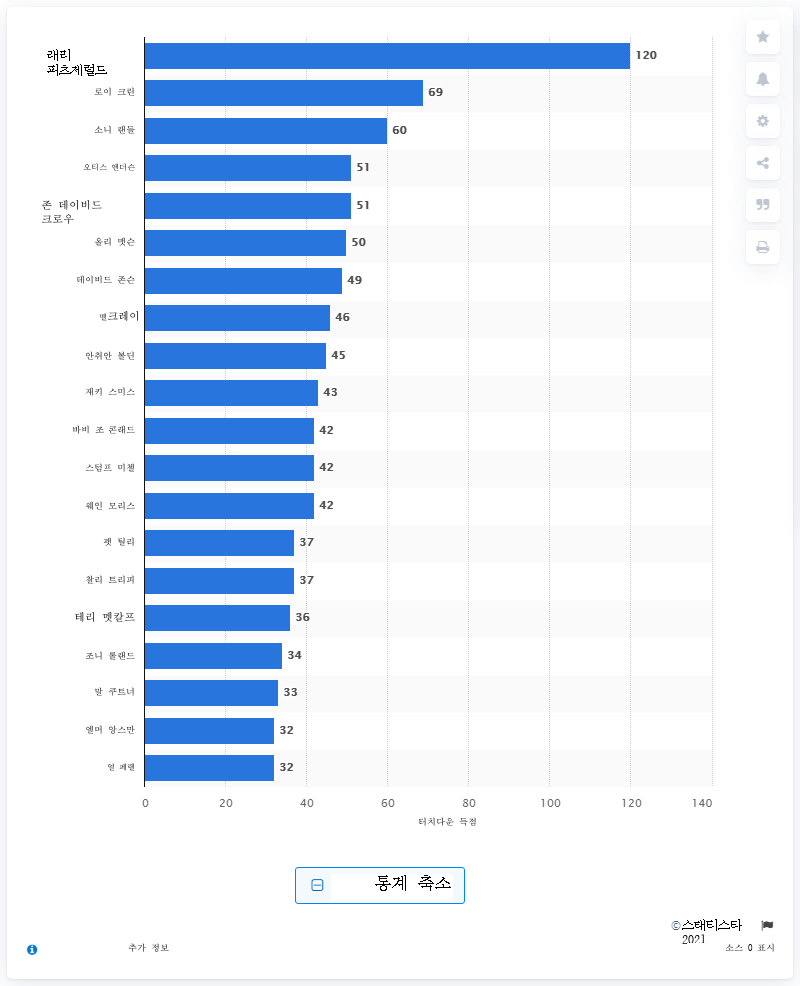 래리
피츠제럴드
120
로이 그린
69
소니 랜들
60
오티스 앤더슨
51
존 데이비드
크로우
51
올리 맷슨
50
데이비드 존슨
49
멜크레이
46
안취안 볼딘
45
재키 스미스
43
바비 조 콘래드
42
스텀프 미첼
42
웨인 모리스
42
팻 틸리
37
찰리 트리피
37
테리 멧칼프
36
조니 롤랜드
34
말 쿠트너
33
엘머 앙스만
32
얼 페렐
32
0 20 40 60 80 100 120 140
터치다운 득점
통계 축소
©스태티스타
2021
추가 정보
소스 0 표시